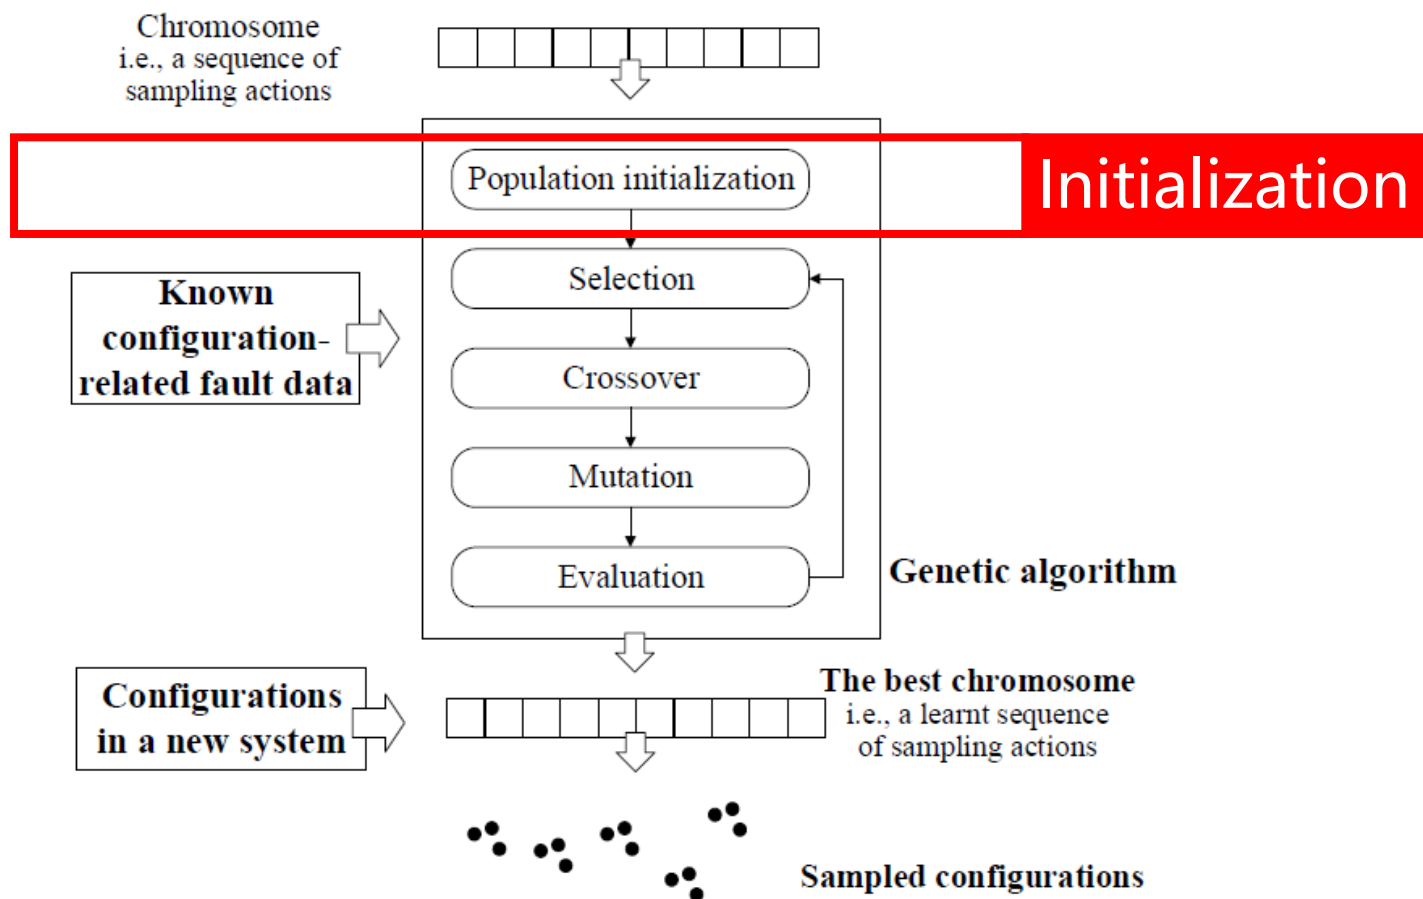 Chromosome
i.e., a sequence of
sampling actions
Population initialization
Initialization
Selection
Known
configuration-
related fault data
Crossover
Mutation
Evaluation
Genetic algorithm
Configurations
in a new system
The best chromosome
i.e., a learnt sequence
of sampling actions
Sampled configurations